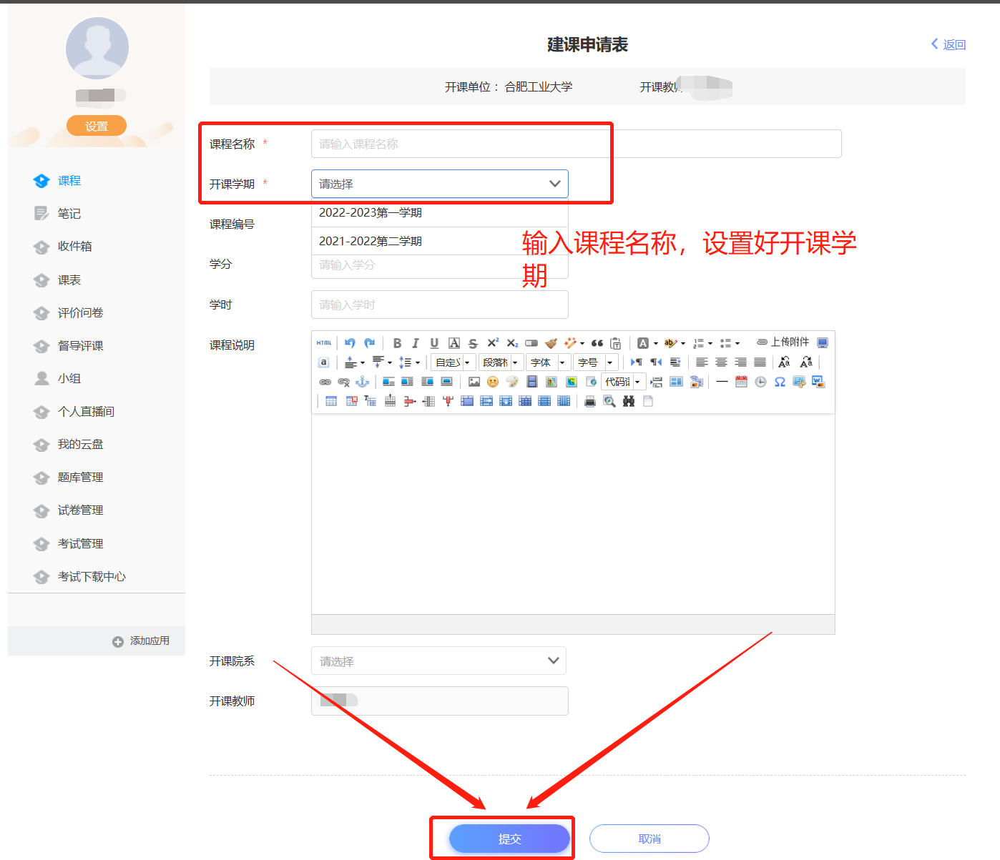 建课申请表
返回
开课单位： 合肥工业大学
开课教师
设置
课程
笔记
收件箱
课表
评价问卷
督导评课
小组
个人直播间
我的云盘
题库管理
试卷管理
考试管理
考试下载中心
添加应用
课程名称 *
请输入课程名称
开课学期 *
请选择
2022-2023第一学期
课程编号
2021-2022第二学期
输入课程名称，设置好开课学
期
学分
请输入学分
学时
请输入学时
课程说明
HTML
上传附件
自定义
段落格
字体
字号
代码语
开课院系
请选择
开课教师
提交
取消